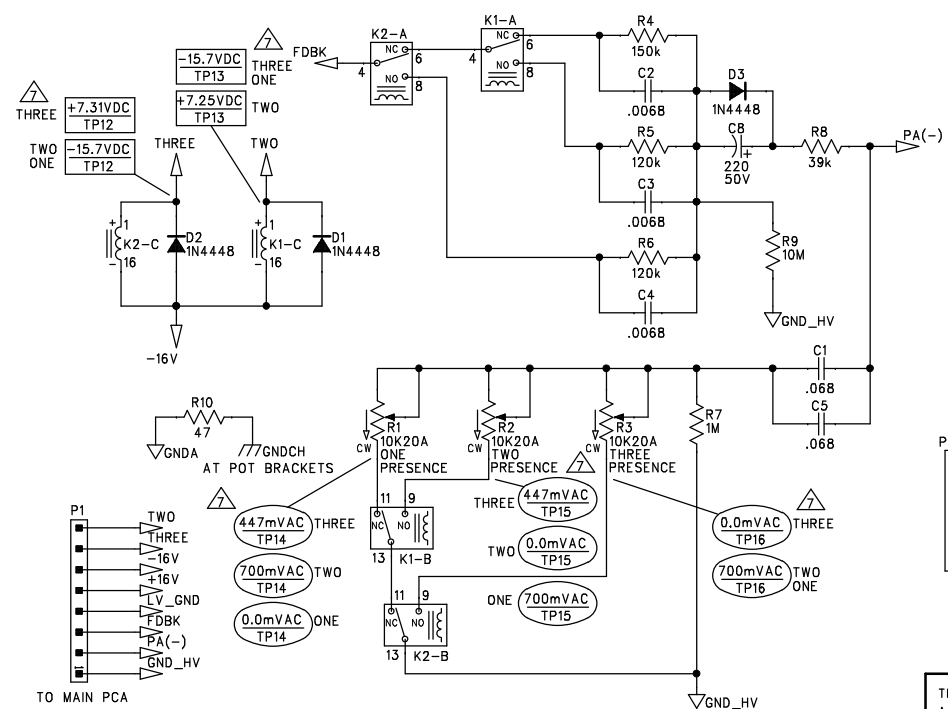 K1-A
NC
6
4
NO
8
K2-A
NC
6
4
NO
8
FDBK
R4
150k
C2
.0068
R5
120k
C3
.0068
R6
120k
C4
.0068
D3
1N4448
C8
+
220
50V
R8
39k
PA(-)
R9
10M
GND_HV
7
-15.7VDC
TP13
THREE
ONE
+7.25VDC
TP13
TWO
7
THREE
+7.31VDC
TP12
TWO
ONE
-15.7VDC
TP12
THREE
TWO
+
1
K2-C
-
16
D2
1N4448
+
1
K1-C
-
16
D1
1N4448
-16V
C1
.068
C5
.068
R10
47
GNDA
GNDCH
AT POT BRACKETS
CW
R1
10K20A
ONE
PRESENCE
CW
R2
10K20A
TWO
PRESENCE
CW
R3
10K20A
THREE
PRESENCE
R7
1M
7
447mVAC
TP14
THREE
700mVAC
TP14
TWO
0.0mVAC
TP14
ONE
11
9
NC
NO
13
K1-B
11
9
NC
NO
13
K2-B
7
THREE
447mVAC
TP15
TWO
0.0mVAC
TP15
ONE
700mVAC
TP15
7
0.0mVAC
TP16
THREE
700mVAC
TP16
TWO
ONE
GND_HV
P1
TWO
THREE
-16V
+16V
LV_GND
FDBK
PA(-)
GND_HV
1
TO MAIN PCA
P